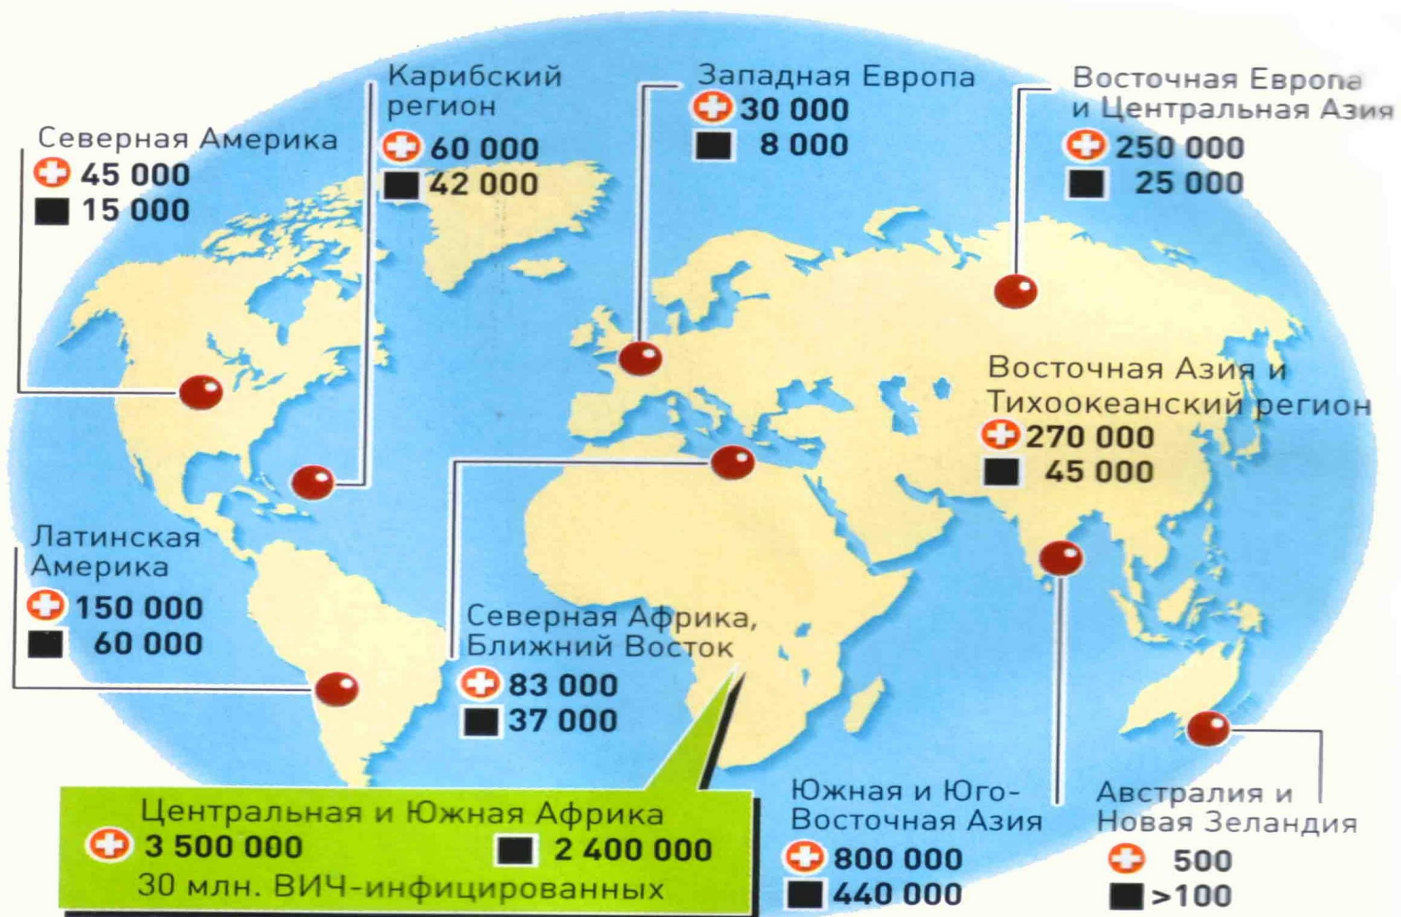 Карибский
регион
60 000
42 000
Западная Европа
30 000
8 000
Восточная Европа
и Центральная Азия
250 000
25 000
Северная Америка
45 000
15 000
Восточная Азия и
Тихоокеанский регион
270 000
45 000
Латинская
Америка
150 000
60 000
Северная Африка,
Ближний Восток
83 000
37 000
Центральная и Южная Африка
3 500 000 2 400 000
30 млн. ВИЧ-инфицированных
Южная и Юго-
Восточная Азия
800 000
440 000
Австралия и
Новая Зеландия
500
>100